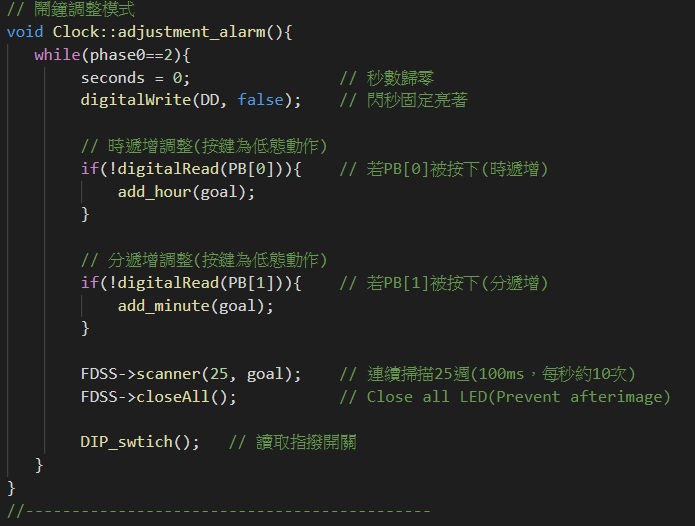 // 鬧鐘調整模式
void Clock::adjustment_alarm(){
while(phase0==2){
seconds = 0; // 秒數歸零
digitalWrite(DD, false); // 閃秒固定亮著
// 時遞增調整(按鍵為低態動作)
if(!digitalRead(PB[0])){ // 若PB[0]被按下(時遞增)
add_hour(goal);
}
// 分遞增調整(按鍵為低態動作)
if(!digitalRead(PB[1])){ // 若PB[1]被按下(分遞增)
add_minute(goal);
}
FDSS->scanner(25, goal); // 連續掃描25週(100ms，每秒約10次)
FDSS->closeAll(); // Close all LED(Prevent afterimage)
DIP_swtich(); // 讀取指撥開關
}
}
//-------------------------------------------